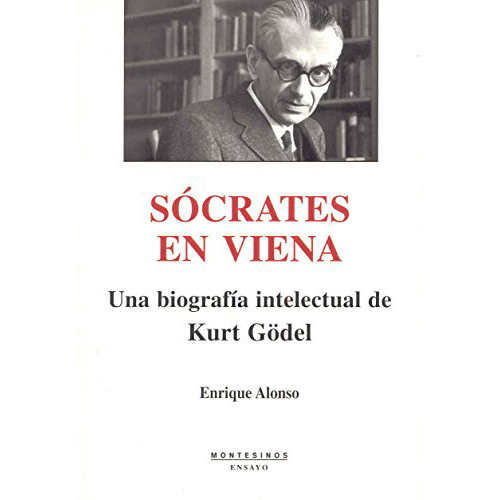 SÓCRATES
EN VIENA
Una biografía intelectual de
Kurt Gödel
Enrique Alonso
MONTESINOS
ENSAYO